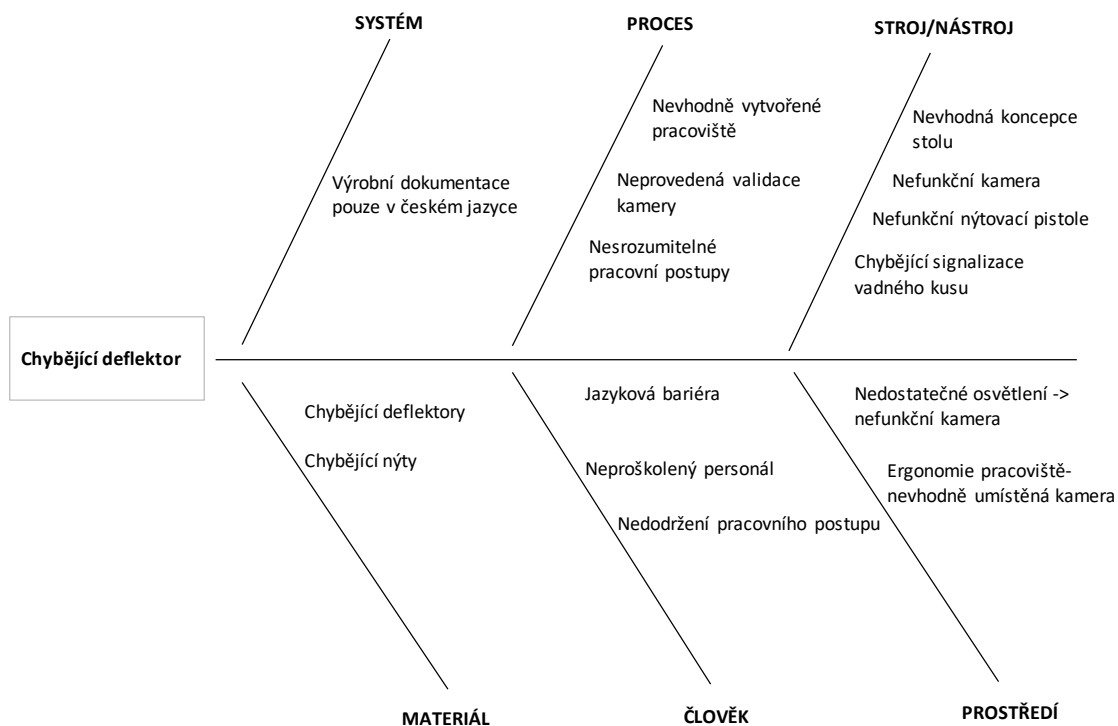 SYSTÉM
PROCES
STROJ/NÁSTROJ
Výrobní dokumentace
pouze v českém jazyce
Nevhodně vytvořené
pracoviště
Neprovedená validace
kamery
Nesrozumitelné
pracovní postupy
Nevhodná koncepce
stolu
Nefunkční kamera
Nefunkční nýtovací pistole
Chybějící signalizace
vadného kusu
Chybějící deflektor
Chybějící deflektory
Chybějící nýty
Jazyková bariéra
Neproškolený personál
Nedodržení pracovního postupu
Nedostatečné osvětlení ->
nefunkční kamera
Ergonomie pracoviště-
nevhodně umístěná kamera
MATERIÁL
ČLOVĚK
PROSTŘEDÍ